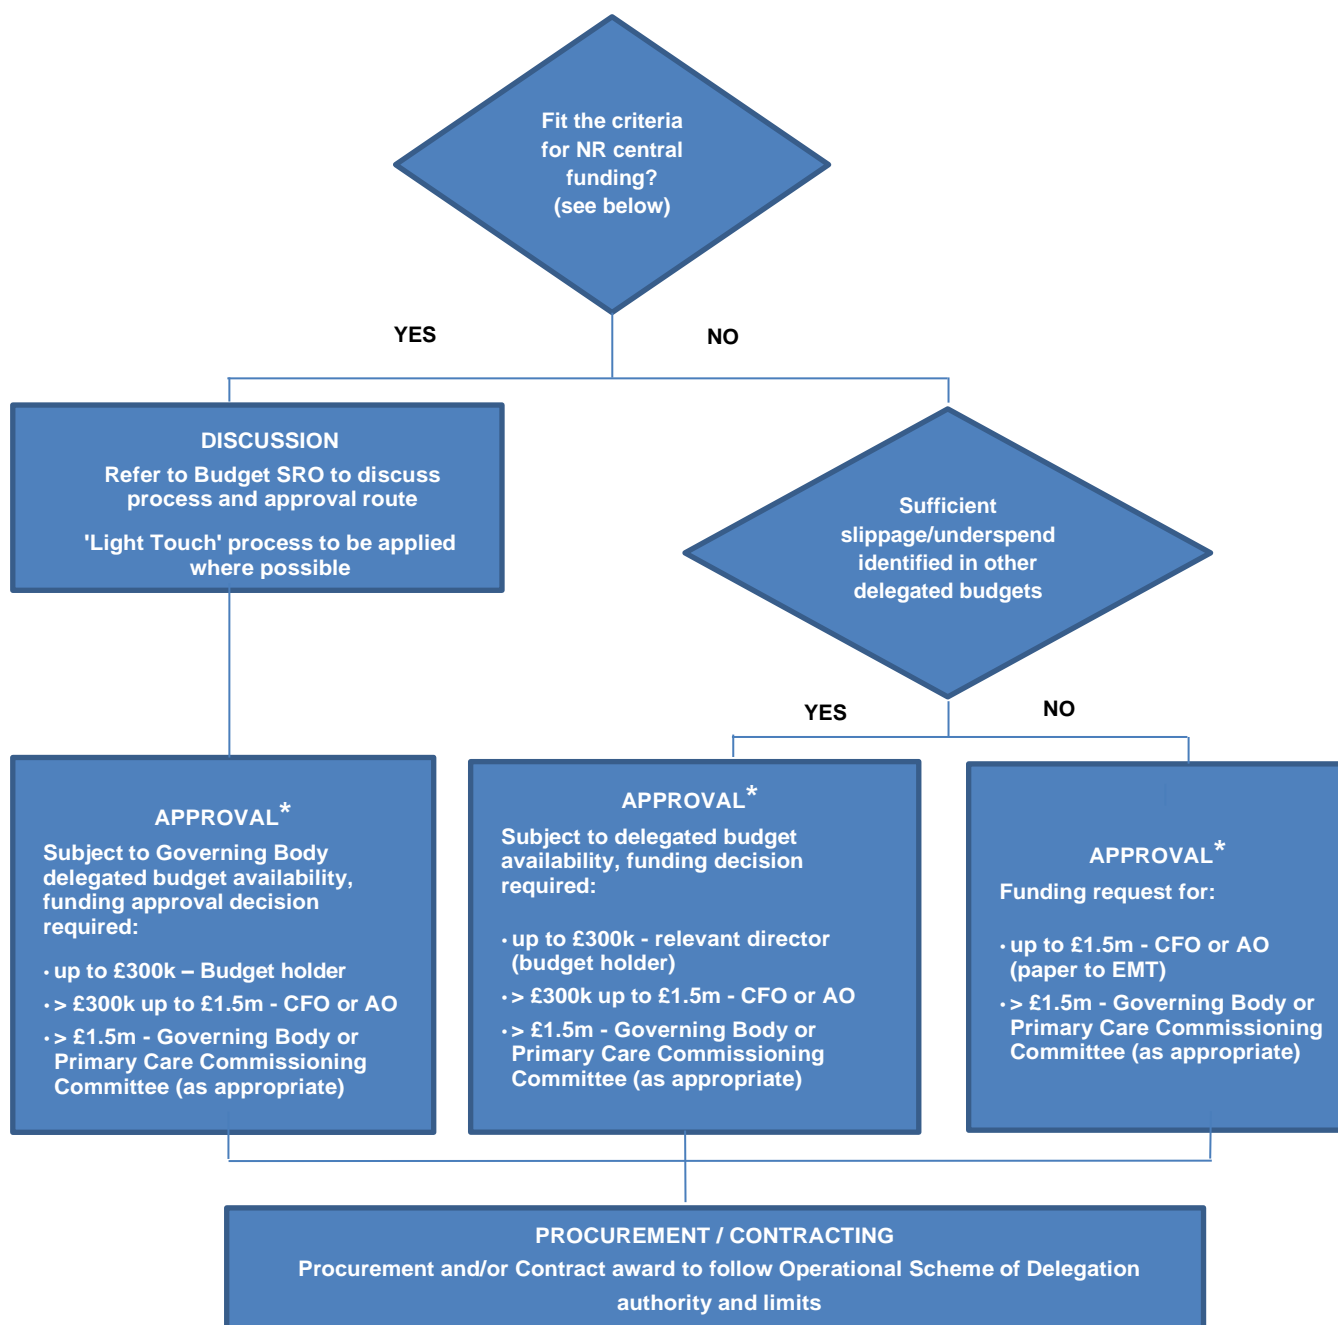 Fit the criteria
for NR central
funding?
(see below)
YES
NO
DISCUSSION
Refer to Budget SRO to discuss
process and approval route
'Light Touch' process to be applied
where possible
Sufficient
slippage/underspend
identified in other
delegated budgets
YES
NO
APPROVAL*
Subject to Governing Body
delegated budget availability,
funding approval decision
required:
• up to £300k – Budget holder
• > £300k up to £1.5m - CFO or AO
• > £1.5m - Governing Body or
Primary Care Commissioning
Committee (as appropriate)
APPROVAL*
Subject to delegated budget
availability, funding decision
required:
• up to £300k - relevant director
(budget holder)
• > £300k up to £1.5m - CFO or AO
• > £1.5m - Governing Body or
Primary Care Commissioning
Committee (as appropriate)
APPROVAL*
Funding request for:
• up to £1.5m - CFO or AO
(paper to EMT)
• > £1.5m - Governing Body or
Primary Care Commissioning
Committee (as appropriate)
PROCUREMENT / CONTRACTING
Procurement and/or Contract award to follow Operational Scheme of Delegation
authority and limits